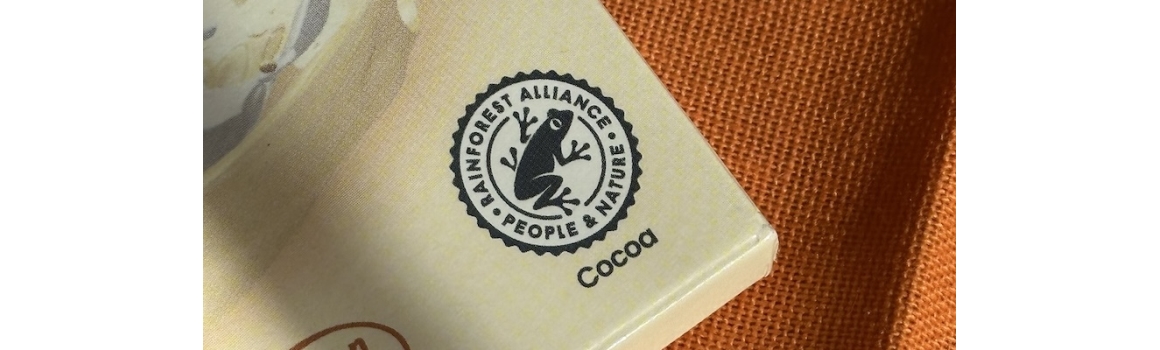 RAINFOREST ALLIANCE
• PEOPLE & NATURE •
Cocoa